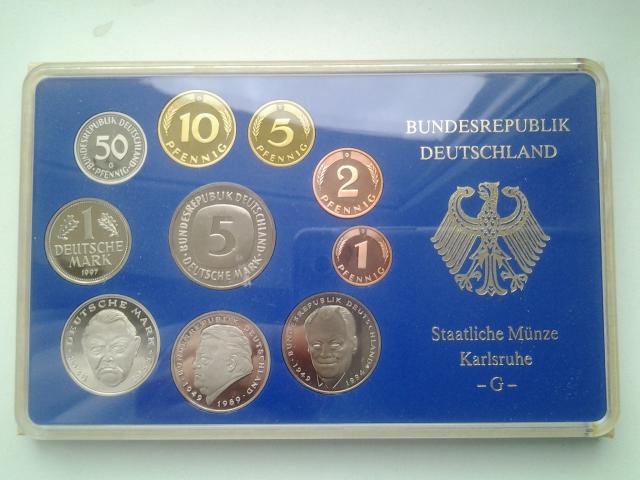 BUNDESREPUBLIK
DEUTSCHLAND
Staatliche Münze
Karlsruhe
-G-
BUNDESREPUBLIK DEUTSCHLAND
50
G
PFENNIG
10
PFENNIG
5
PFENNIG
2
PFENNIG
1
PFENNIG
1
DEUTSCHE
MARK
1997
BUNDESREPUBLIK DEUTSCHLAND
5
DEUTSCHE MARK
DEUTSCHE MARK
BUNDESREPUBLIK DEUTSCHLAND
1949 1989
BUNDESREPUBLIK DEUTSCHLAND
1949 1994